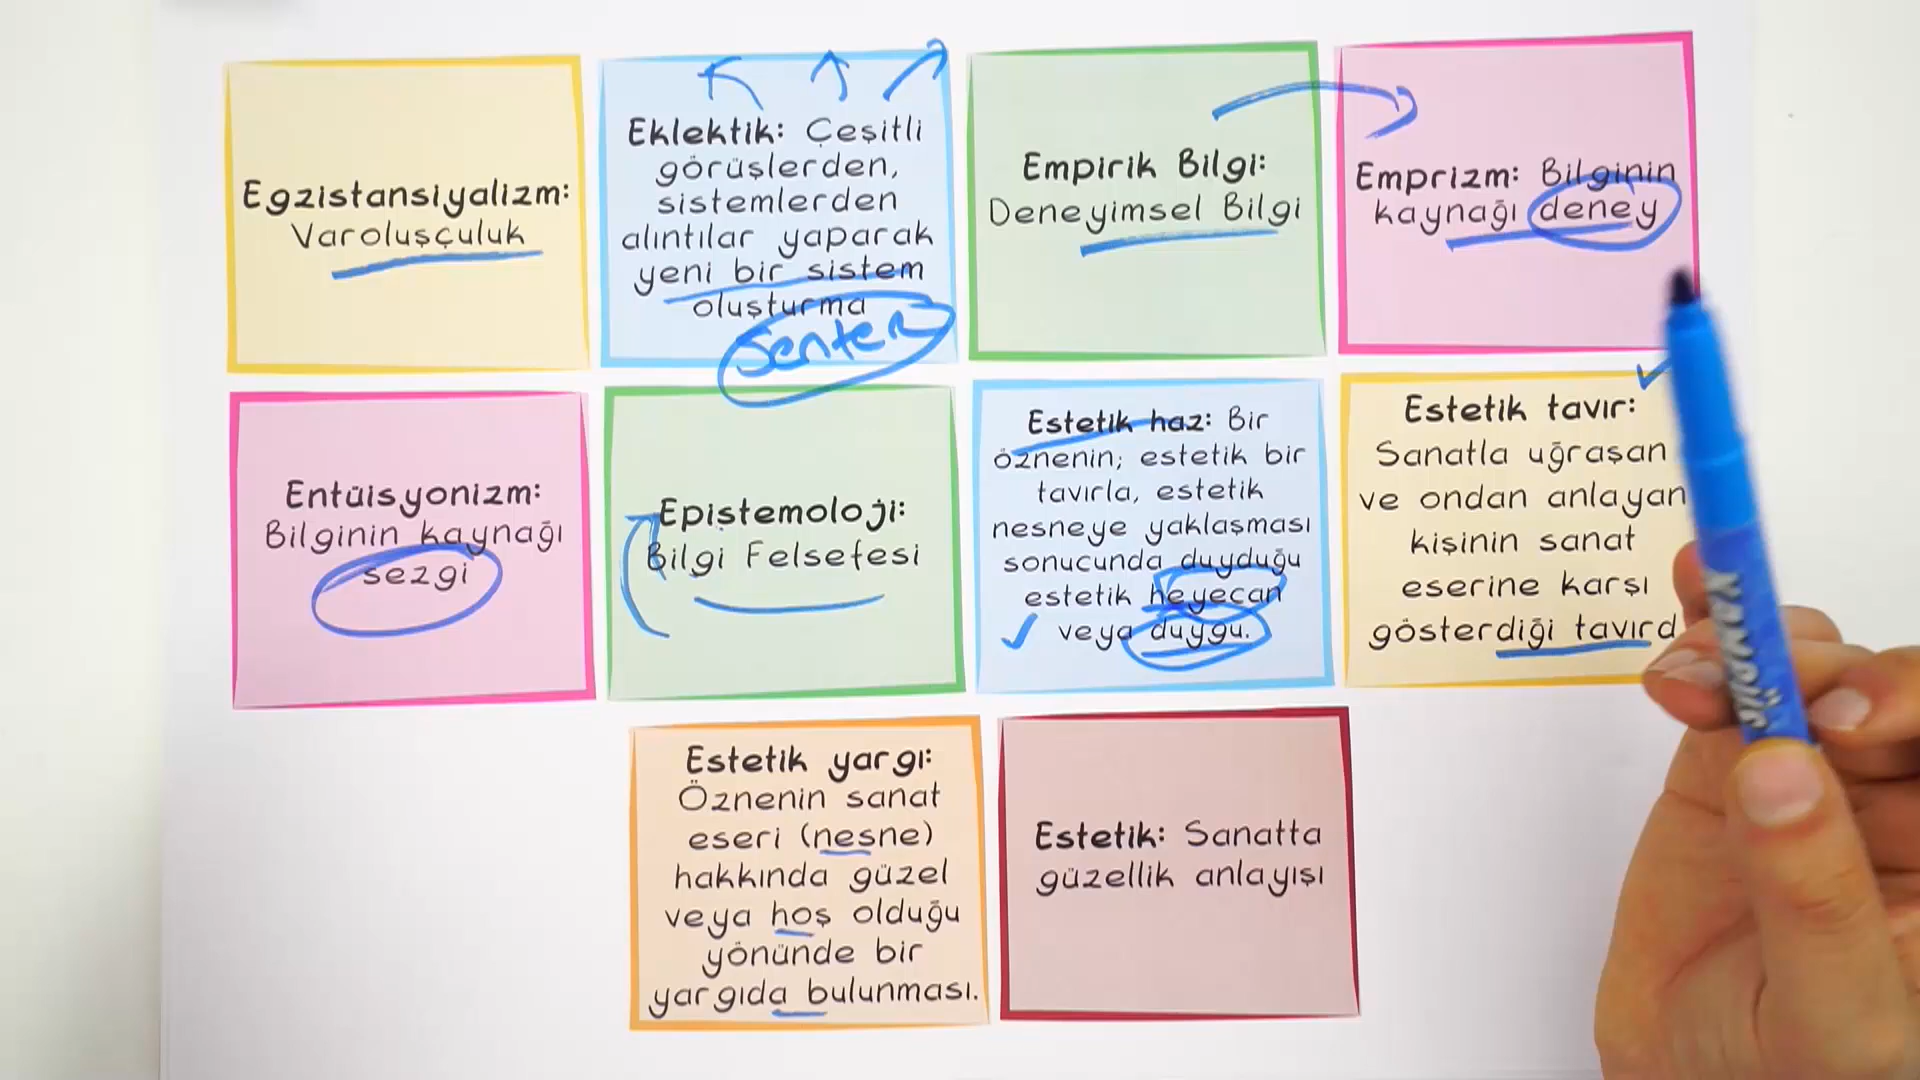 Egzistansiyalizm:
Varoluşçuluk
Eklektik: Çeşitli
görüşlerden,
sistemlerden
alıntılar yaparak
yeni bir sistem
oluşturma
Sentez
Empirik Bilgi:
Deneyimsel Bilgi
Emprizm: Bilginin
kaynağı deney
Entüisyonizm:
Bilginin kaynağı
sezgi
Epistemoloji:
Bilgi Felsefesi
Estetik haz: Bir
öznenin; estetik bir
tavırla, estetik
nesneye yaklaşması
sonucunda duyduğu
estetik heyecan
veya duygu.
Estetik tavır:
Sanatla uğraşan
ve ondan anlayan
kişinin sanat
eserine karşı
gösterdiği tavırd
Estetik yargı:
Öznenin sanat
eseri (nesne)
hakkında güzel
veya hoş olduğu
yönünde bir
yargıda bulunması.
Estetik: Sanatta
güzellik anlayışı